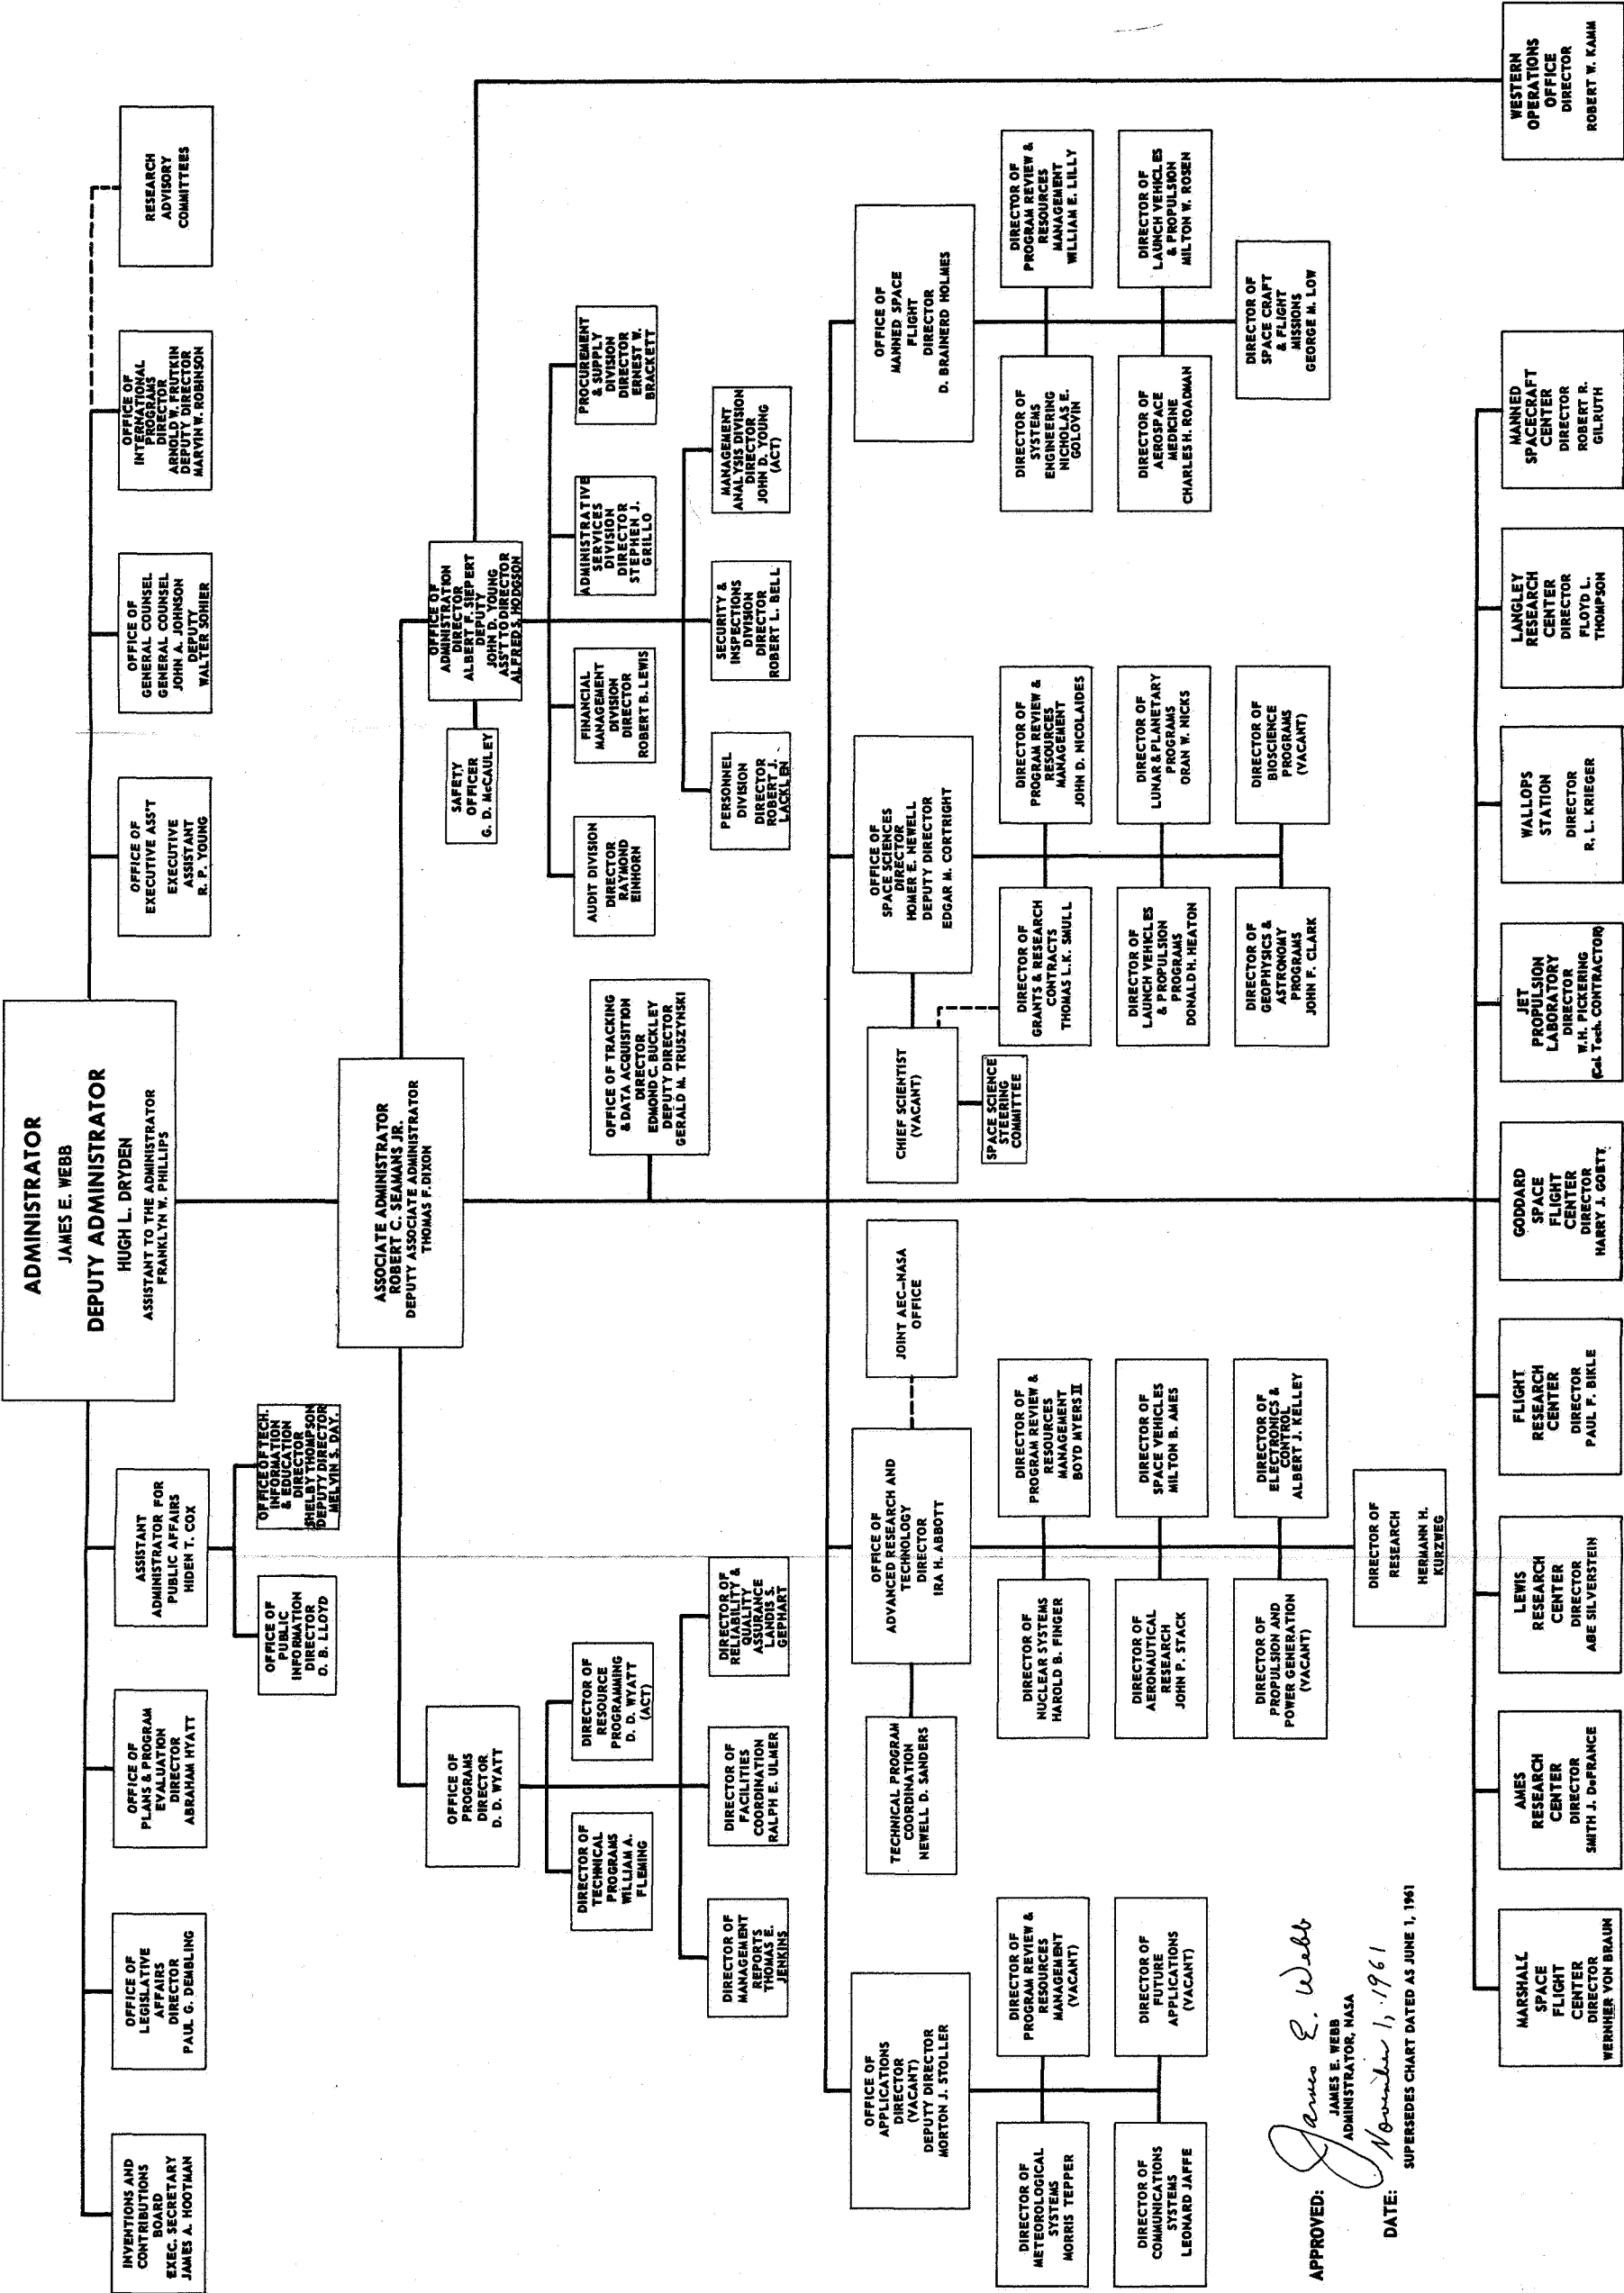 ADMINISTRATOR
JAMES E. WEBB
DEPUTY ADMINISTRATOR
HUGH L. DRYDEN
ASSISTANT TO THE ADMINISTRATOR
FRANKLYN W. PHILLIPS
INVENTIONS AND
CONTRIBUTIONS
BOARD
EXEC. SECRETARY
JAMES A. HOOTMAN
OFFICE OF
LEGISLATIVE
AFFAIRS
DIRECTOR
PAUL G. DEMBLING
OFFICE OF
PLANS & PROGRAM
EVALUATION
DIRECTOR
ABRAHAM HYATT
ASSISTANT
ADMINISTRATOR FOR
PUBLIC AFFAIRS
HIDEN T. COX
OFFICE OF
EXECUTIVE ASS'T
EXECUTIVE
ASSISTANT
R. P. YOUNG
OFFICE OF
GENERAL COUNSEL
GENERAL COUNSEL
JOHN A. JOHNSON
DEPUTY
WALTER SOHIER
OFFICE OF
INTERNATIONAL
PROGRAMS
DIRECTOR
ARNOLD W. FRUTKIN
DEPUTY DIRECTOR
MARVIN W. ROBINSON
RESEARCH
ADVISORY
COMMITTEES
OFFICE OF
PUBLIC
INFORMATION
DIRECTOR
O. B. LLOYD
OFFICE OF TECH.
INFORMATION
& EDUCATION
DIRECTOR
SHELBY THOMPSON
DEPUTY DIRECTOR
MELVIN S. DAY.
ASSOCIATE ADMINISTRATOR
ROBERT C. SEAMANS JR.
DEPUTY ASSOCIATE ADMINISTRATOR
THOMAS F. DIXON
OFFICE OF
PROGRAMS
DIRECTOR
D. D. WYATT
OFFICE OF
ADMINISTRATION
DIRECTOR
ALBERT F. SIEPERT
DEPUTY
JOHN D. YOUNG
ASS'T TO DIRECTOR
ALFRED S. HODGSON
SAFETY
OFFICER
G. D. McCAULEY
DIRECTOR OF
TECHNICAL
PROGRAMS
WILLIAM A.
FLEMING
DIRECTOR OF
RESOURCE
PROGRAMMING
D. D. WYATT
(ACT)
OFFICE OF TRACKING
& DATA ACQUISITION
DIRECTOR
EDMOND C. BUCKLEY
DEPUTY DIRECTOR
GERALD M. TRUSZYNSKI
AUDIT DIVISION
DIRECTOR
RAYMOND
EINHORN
FINANCIAL
MANAGEMENT
DIVISION
DIRECTOR
ROBERT B. LEWIS
ADMINISTRATIVE
SERVICES
DIVISION
DIRECTOR
STEPHEN J.
GRILLO
PROCUREMENT
& SUPPLY
DIVISION
DIRECTOR
ERNEST W.
BRACKETT
DIRECTOR OF
MANAGEMENT
REPORTS
THOMAS E.
JENKINS
DIRECTOR OF
FACILITIES
COORDINATION
RALPH E. ULMER
DIRECTOR OF
RELIABILITY &
QUALITY
ASSURANCE
LANDIS S.
GEPHART
PERSONNEL
DIVISION
DIRECTOR
ROBERT J.
LACKLEN
SECURITY &
INSPECTIONS
DIVISION
DIRECTOR
ROBERT L. BELL
MANAGEMENT
ANALYSIS DIVISION
DIRECTOR
JOHN D. YOUNG
(ACT)
OFFICE OF
APPLICATIONS
DIRECTOR
(VACANT)
DEPUTY DIRECTOR
MORTON J. STOLLER
TECHNICAL PROGRAM
COORDINATION
NEWELL D. SANDERS
OFFICE OF
ADVANCED RESEARCH AND
TECHNOLOGY
DIRECTOR
IRA H. ABBOTT
JOINT AEC-NASA
OFFICE
CHIEF SCIENTIST
(VACANT)
SPACE SCIENCE
STEERING
COMMITTEE
OFFICE OF
SPACE SCIENCES
DIRECTOR
HOMER E. NEWELL
DEPUTY DIRECTOR
EDGAR M. CORTRIGHT
OFFICE OF
MANNED SPACE
FLIGHT
DIRECTOR
D. BRAINERD HOLMES
DIRECTOR OF
METEOROLOGICAL
SYSTEMS
MORRIS TEPPER
DIRECTOR OF
PROGRAM REVIEW &
RESOURCES
MANAGEMENT
(VACANT)
DIRECTOR OF
COMMUNICATIONS
SYSTEMS
LEONARD JAFFE
DIRECTOR OF
FUTURE
APPLICATIONS
(VACANT)
DIRECTOR OF
NUCLEAR SYSTEMS
HAROLD B. FINGER
DIRECTOR OF
PROGRAM REVIEW &
RESOURCES
MANAGEMENT
BOYD MYERS II
DIRECTOR OF
AERONAUTICAL
RESEARCH
JOHN P. STACK
DIRECTOR OF
SPACE VEHICLES
MILTON B. AMES
DIRECTOR OF
PROPULSION AND
POWER GENERATION
(VACANT)
DIRECTOR OF
ELECTRONICS &
CONTROL
ALBERT J. KELLEY
DIRECTOR OF
RESEARCH
HERMANN H.
KURZWEG
DIRECTOR OF
GRANTS & RESEARCH
CONTRACTS
THOMAS L.K. SMULL
DIRECTOR OF
PROGRAM REVIEW &
RESOURCES
MANAGEMENT
JOHN D. NICOLAIDES
DIRECTOR OF
LAUNCH VEHICLES
& PROPULSION
PROGRAMS
DONALD H. HEATON
DIRECTOR OF
LUNAR & PLANETARY
PROGRAMS
ORAN W. NICKS
DIRECTOR OF
GEOPHYSICS &
ASTRONOMY
PROGRAMS
JOHN F. CLARK
DIRECTOR OF
BIOSCIENCE
PROGRAMS
(VACANT)
DIRECTOR OF
SYSTEMS
ENGINEERING
NICHOLAS E.
GOLOVIN
DIRECTOR OF
PROGRAM REVIEW &
RESOURCES
MANAGEMENT
WILLIAM E. LILLY
DIRECTOR OF
AEROSPACE
MEDICINE
CHARLES H. ROADMAN
DIRECTOR OF
LAUNCH VEHICLES
& PROPULSION
MILTON W. ROSEN
DIRECTOR OF
SPACE CRAFT
& FLIGHT
MISSIONS
GEORGE M. LOW
APPROVED: James E. Webb
JAMES E. WEBB
ADMINISTRATOR, NASA
DATE: November 1, 1961
SUPERSEDES CHART DATED AS JUNE 1, 1961
MARSHALL
SPACE
FLIGHT
CENTER
DIRECTOR
WERNHER VON BRAUN
AMES
RESEARCH
CENTER
DIRECTOR
SMITH J. DeFRANCE
LEWIS
RESEARCH
CENTER
DIRECTOR
ABE SILVERSTEIN
FLIGHT
RESEARCH
CENTER
DIRECTOR
PAUL F. BIKLE
GODDARD
SPACE
FLIGHT
CENTER
DIRECTOR
HARRY J. GOETT
JET
PROPULSION
LABORATORY
DIRECTOR
W.H. PICKERING
(Cal. Tech. CONTRACTOR)
WALLOPS
STATION
DIRECTOR
R. L. KRIEGER
LANGLEY
RESEARCH
CENTER
DIRECTOR
FLOYD L.
THOMPSON
MANNED
SPACECRAFT
CENTER
DIRECTOR
ROBERT R.
GILRUTH
WESTERN
OPERATIONS
OFFICE
DIRECTOR
ROBERT W. KAMM